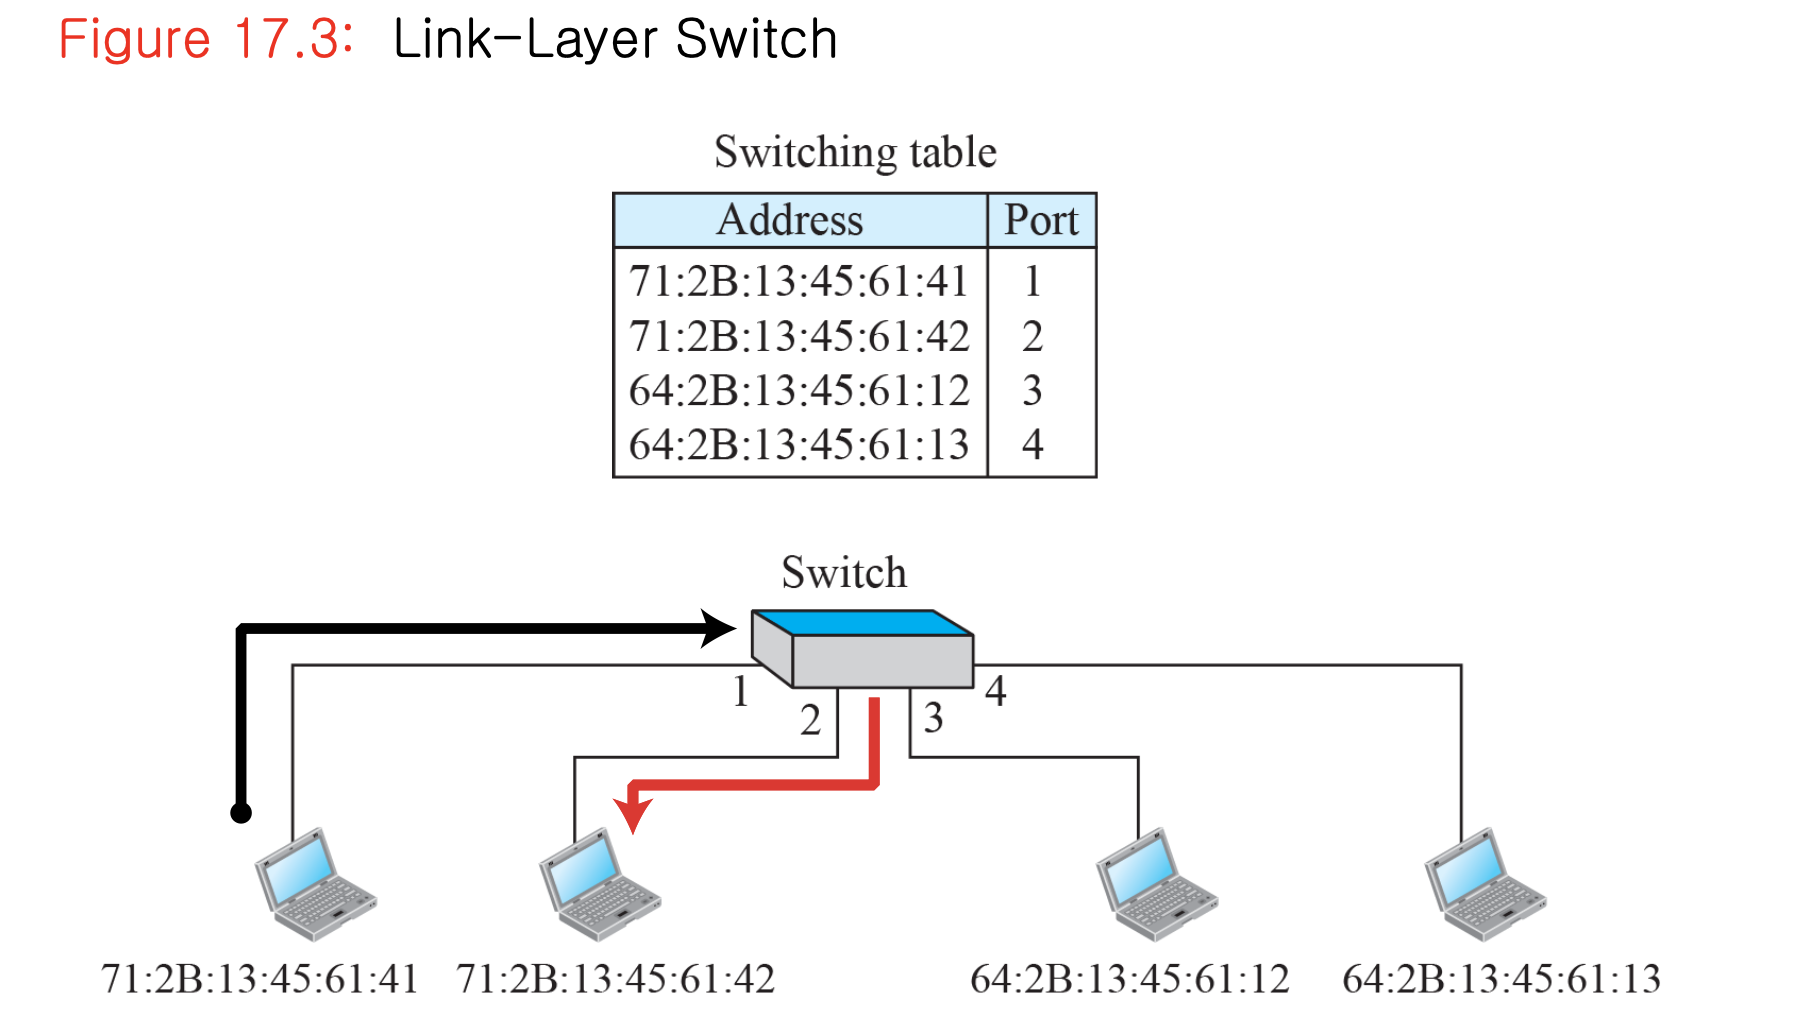 Figure 17.3: Link-Layer Switch
Switching table
Address Port
71:2B:13:45:61:41 1
71:2B:13:45:61:42 2
64:2B:13:45:61:12 3
64:2B:13:45:61:13 4
Switch
1 2 3 4
71:2B:13:45:61:41 71:2B:13:45:61:42 64:2B:13:45:61:12 64:2B:13:45:61:13